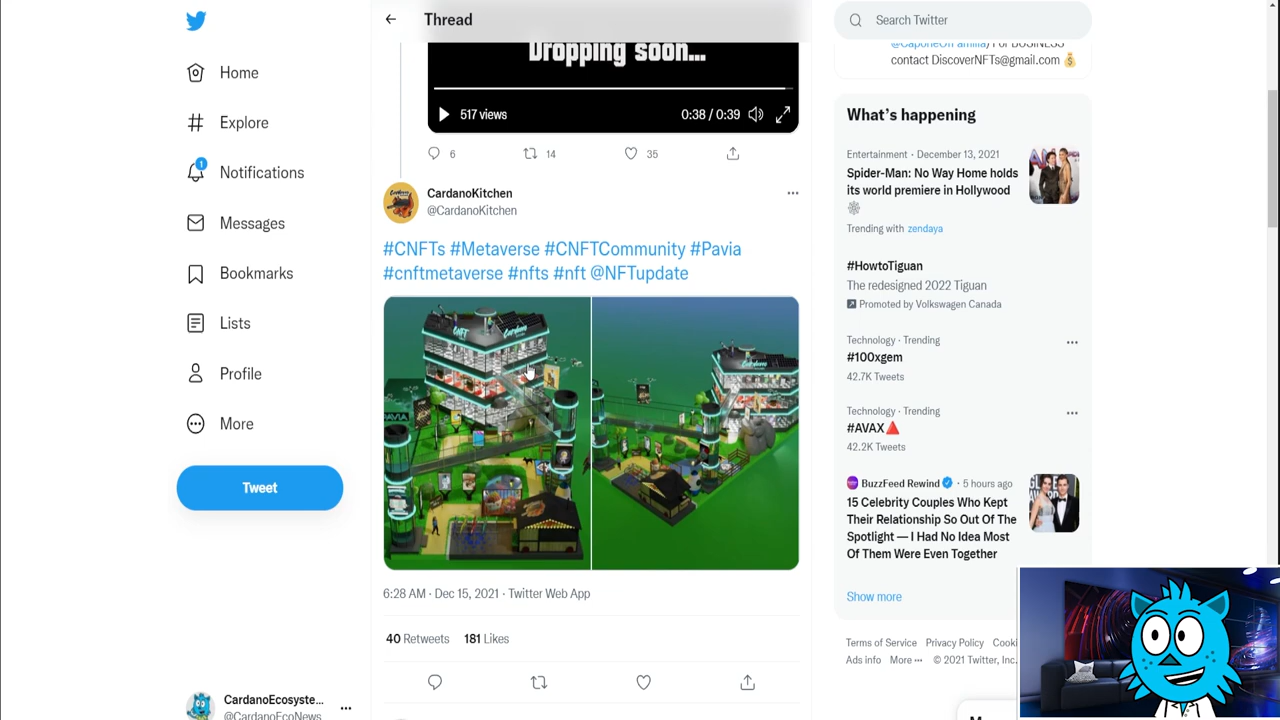 Thread
Search Twitter
Home
Explore
1
Notifications
Messages
Bookmarks
Lists
Profile
More
Tweet
CardanoEcosyste...
@CardanoEcoNews
Dropping soon...
517 views
0:38 / 0:39
6
14
35
CardanoKitchen
@CardanoKitchen
#CNFTs #Metaverse #CNFTCommunity #Pavia
#cnftmetaverse #nfts #nft @NFTupdate
CNFT
Cardano
PAVIA
6:28 AM · Dec 15, 2021 · Twitter Web App
40 Retweets 181 Likes
@CaponeOfFamilia) For BUSINESS
contact DiscoverNFTs@gmail.com 💰
What's happening
Entertainment · December 13, 2021
Spider-Man: No Way Home holds
its world premiere in Hollywood
🕸
Trending with zendaya
#HowtoTiguan
The redesigned 2022 Tiguan
Promoted by Volkswagen Canada
Technology · Trending
#100xgem
42.7K Tweets
Technology · Trending
#AVAX🔺
42.2K Tweets
BuzzFeed Rewind · 5 hours ago
15 Celebrity Couples Who Kept
Their Relationship So Out Of The
Spotlight — I Had No Idea Most
Of Them Were Even Together
Show more
Terms of Service Privacy Policy Cooki
Ads info More ··· © 2021 Twitter, Inc.